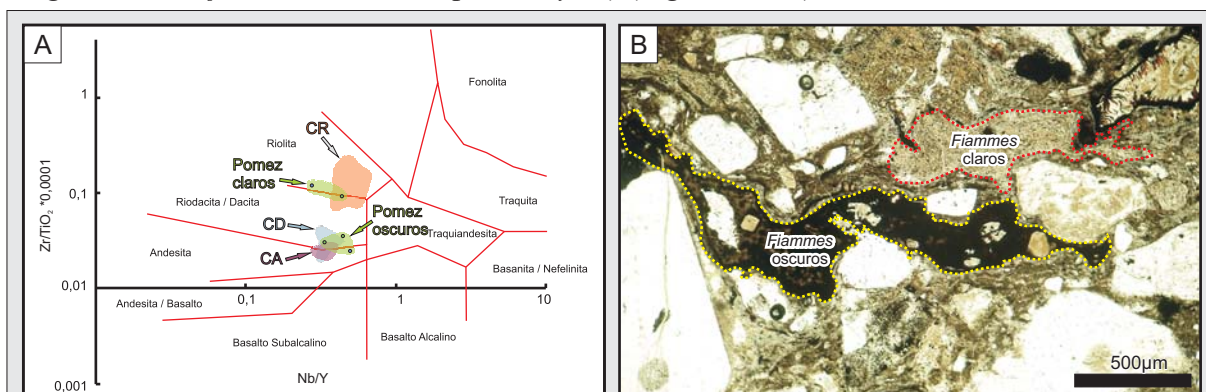 A
Zr/TiO₂ *0,0001
1
0,1
0,01
0,001
Fonolita
CR
Riolita
Pomez
claros
Riodacita / Dacita
CD
Pomez
oscuros
Traquita
Traquiandesita
Andesita
CA
Basanita / Nefelinita
0,1
1
10
Andesita / Basalto
Basalto Subalcalino
Basalto Alcalino
Nb/Y
B
Fiammes
claros
Fiammes
oscuros
500µm